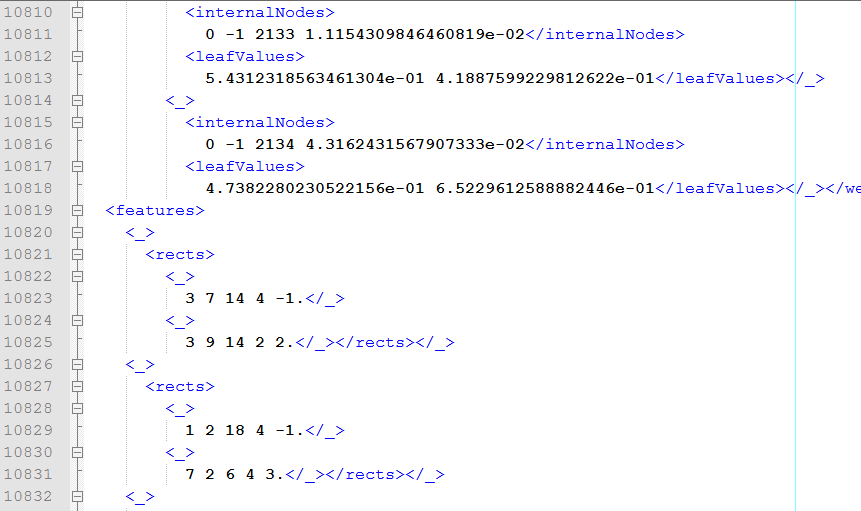 10810 <internalNodes>
10811 0 -1 2133 1.1154309846460819e-02</internalNodes>
10812 <leafValues>
10813 5.4312318563461304e-01 4.1887599229812622e-01</leafValues></_>
10814 <_>
10815 <internalNodes>
10816 0 -1 2134 4.3162431567907333e-02</internalNodes>
10817 <leafValues>
10818 4.7382280230522156e-01 6.5229612588882446e-01</leafValues></_></we
10819 <features>
10820 <_>
10821 <rects>
10822 <_>
10823 3 7 14 4 -1.</_>
10824 <_>
10825 3 9 14 2 2.</_></rects></_>
10826 <_>
10827 <rects>
10828 <_>
10829 1 2 18 4 -1.</_>
10830 <_>
10831 7 2 6 4 3.</_></rects></_>
10832 <_>